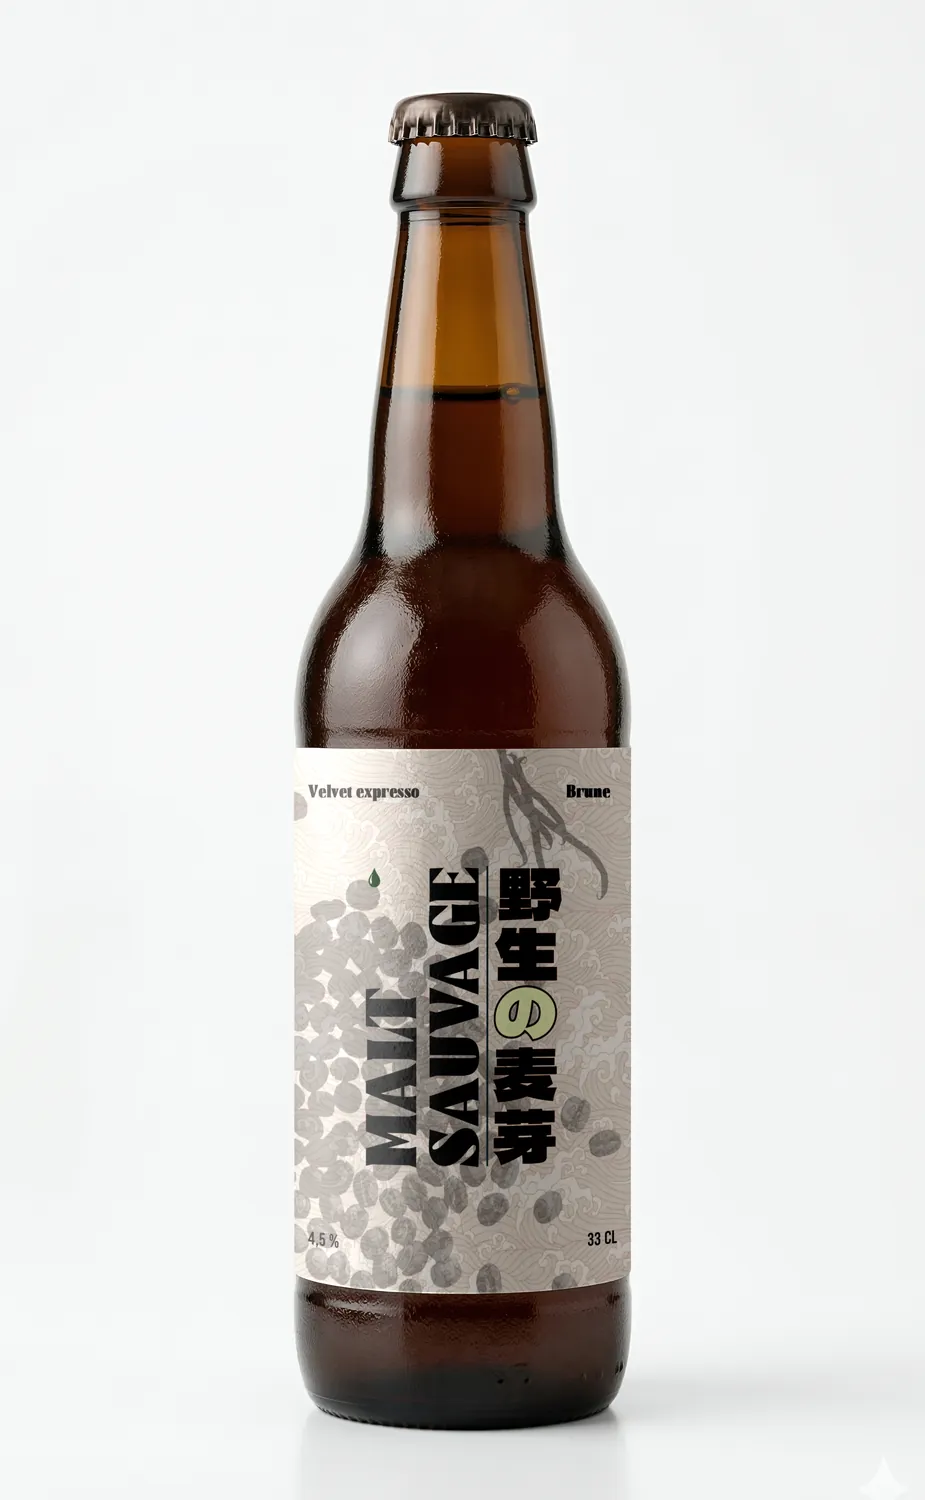 Velvet expresso
Brune
MALT
SAUVAGE
野生の麦芽
4,5 %
33 CL